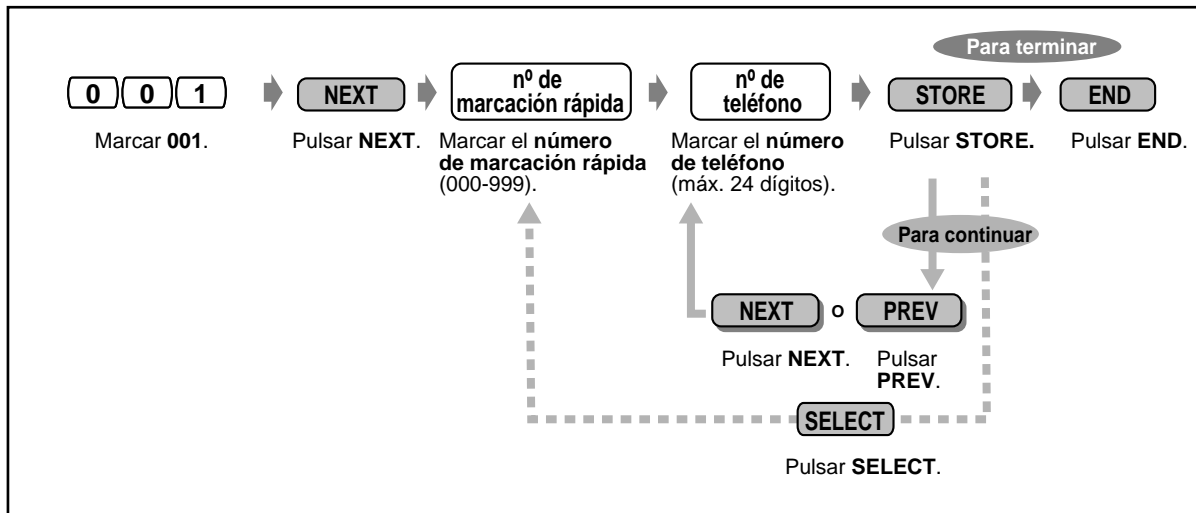 Para terminar
0 0 1
NEXT
nº de
marcación rápida
nº de
teléfono
STORE
END
Marcar 001.
Pulsar NEXT.
Marcar el número
de marcación rápida
(000-999).
Marcar el número
de teléfono
(máx. 24 dígitos).
Pulsar STORE.
Pulsar END.
Para continuar
NEXT o PREV
Pulsar NEXT.
Pulsar
PREV.
SELECT
Pulsar SELECT.